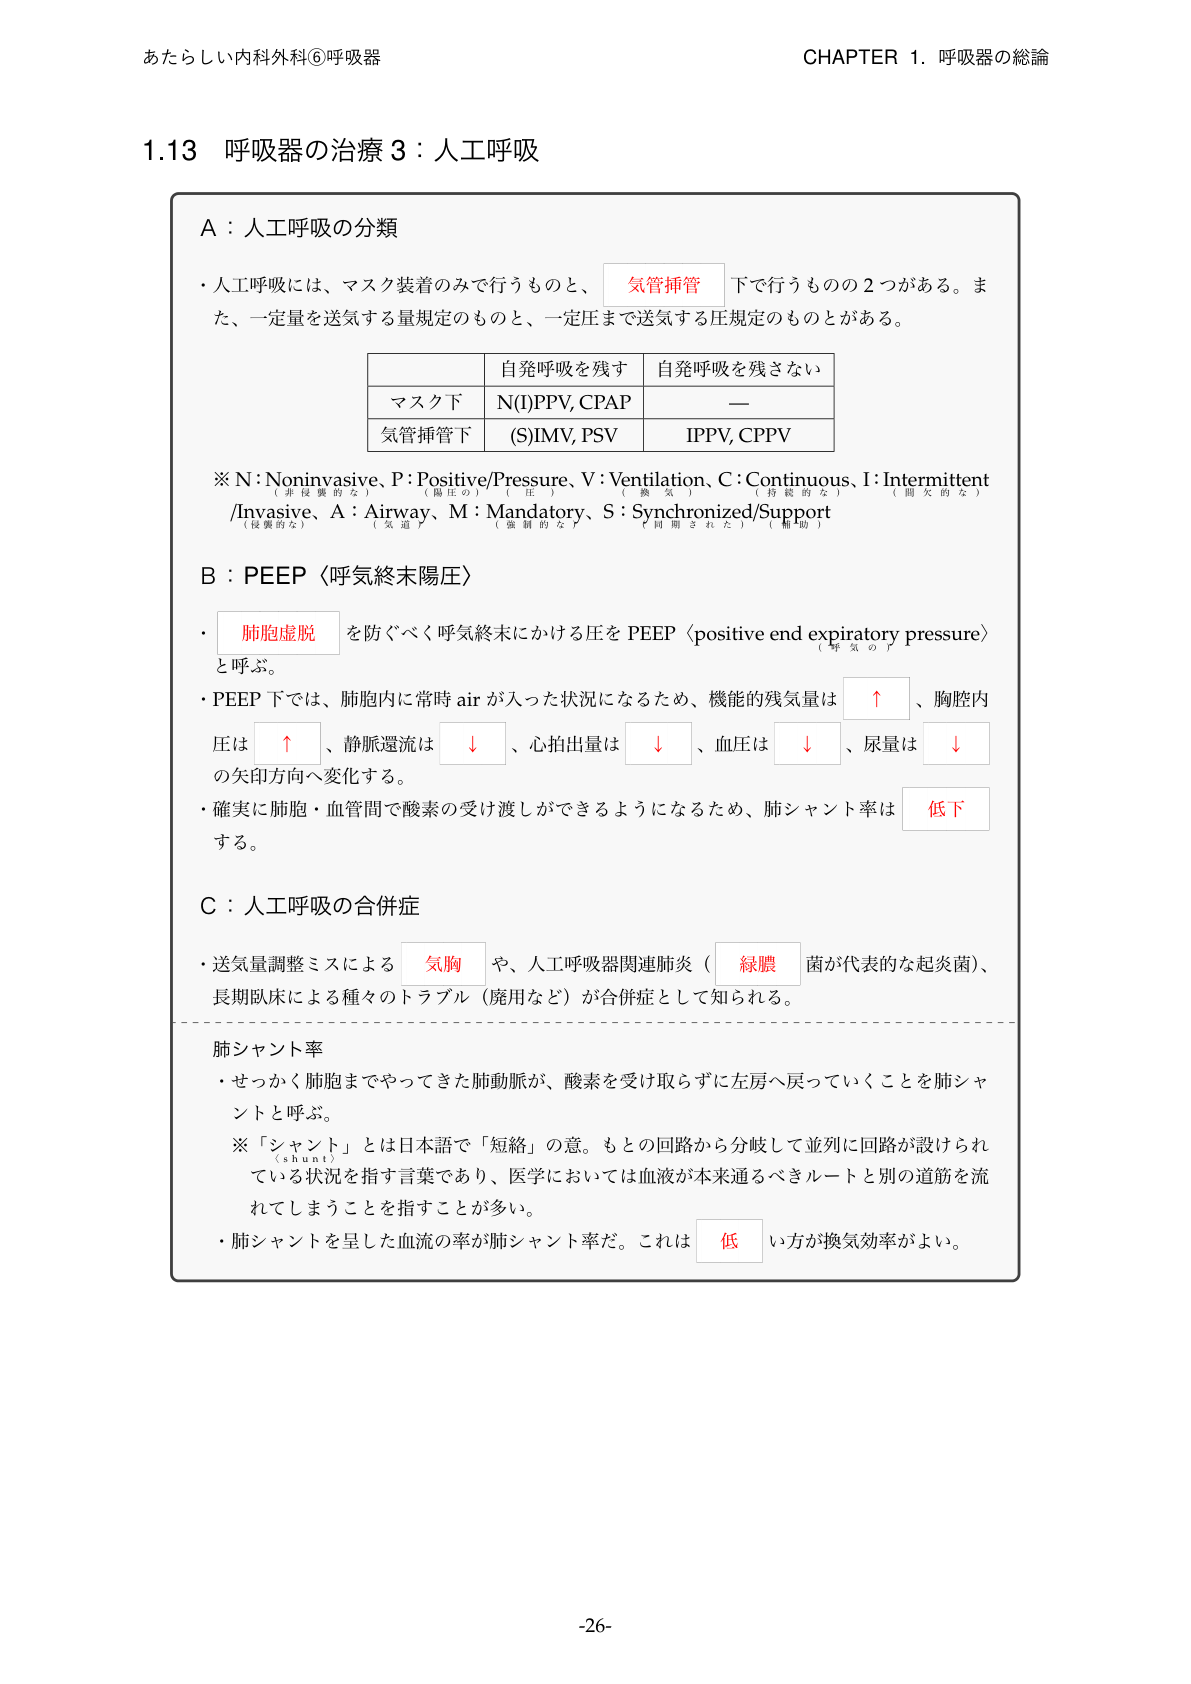 あたらしい内科外科⑥呼吸器
CHAPTER 1. 呼吸器の総論
1.13 呼吸器の治療 3：人工呼吸
A：人工呼吸の分類
・人工呼吸には、マスク装着のみで行うものと、 気管挿管 下で行うものの 2 つがある。ま
た、一定量を送気する量規定のものと、一定圧まで送気する圧規定のものとがある。
自発呼吸を残す 自発呼吸を残さない
マスク下 N(I)PPV, CPAP —
気管挿管下 (S)IMV, PSV IPPV, CPPV
※ N：Noninvasive、P：Positive/Pressure、V：Ventilation、C：Continuous、I：Intermittent
（非侵襲的な） （陽圧の） （圧） （換気） （持続的な） （間欠的な）
/Invasive、A：Airway、M：Mandatory、S：Synchronized/Support
（侵襲的な） （気道） （強制的な） （同期された） （補助）
B：PEEP〈呼気終末陽圧〉
・ 肺胞虚脱 を防ぐべく呼気終末にかける圧を PEEP〈positive end expiratory pressure〉
（呼気の）
と呼ぶ。
・PEEP 下では、肺胞内に常時 air が入った状況になるため、機能的残気量は ↑ 、胸腔内
圧は ↑ 、静脈還流は ↓ 、心拍出量は ↓ 、血圧は ↓ 、尿量は ↓
の矢印方向へ変化する。
・確実に肺胞・血管間で酸素の受け渡しができるようになるため、肺シャント率は 低下
する。
C：人工呼吸の合併症
・送気量調整ミスによる 気胸 や、人工呼吸器関連肺炎（ 緑膿 菌が代表的な起炎菌）、
長期臥床による種々のトラブル（廃用など）が合併症として知られる。
肺シャント率
・せっかく肺胞までやってきた肺動脈が、酸素を受け取らずに左房へ戻っていくことを肺シャ
ントと呼ぶ。
※「シャント」とは日本語で「短絡」の意。もとの回路から分岐して並列に回路が設けられ
〈shunt〉
ている状況を指す言葉であり、医学においては血液が本来通るべきルートと別の道筋を流
れてしまうことを指すことが多い。
・肺シャントを呈した血流の率が肺シャント率だ。これは 低 い方が換気効率がよい。
-26-